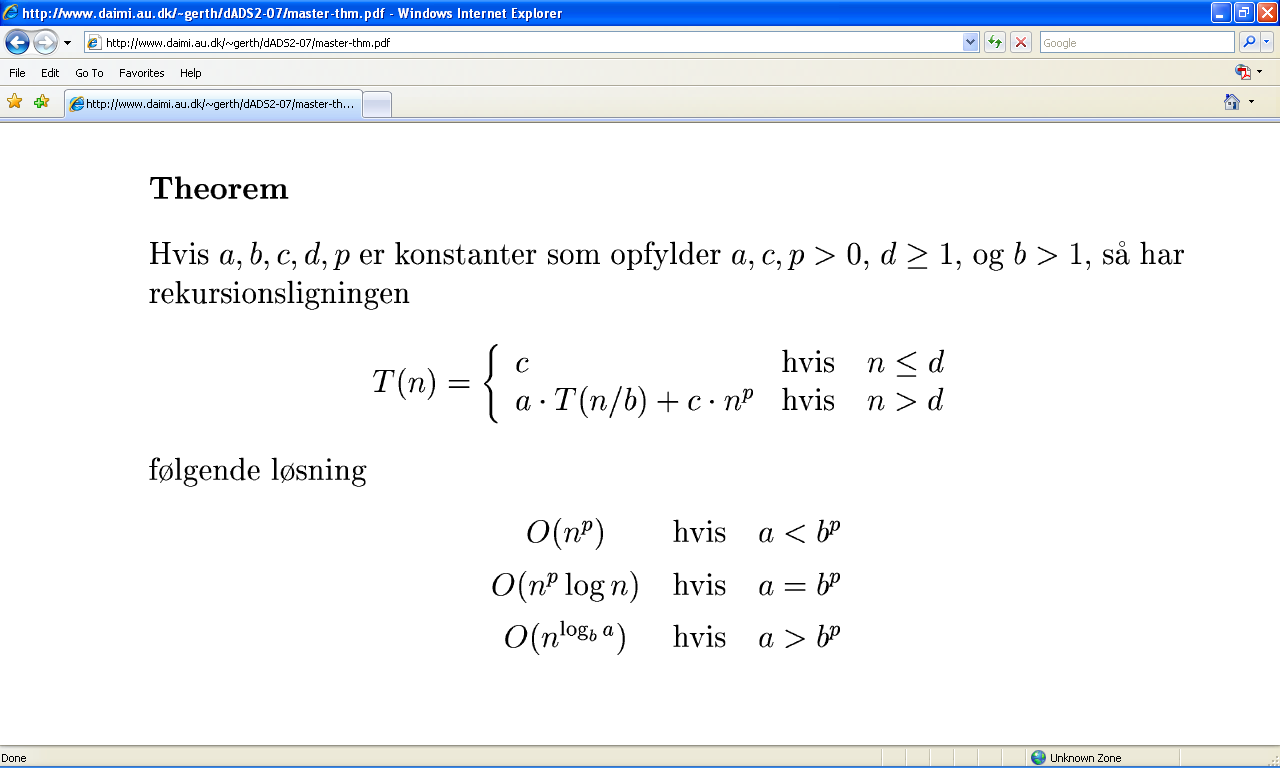 http://www.daimi.au.dk/~gerth/dADS2-07/master-thm.pdf - Windows Internet Explorer
http://www.daimi.au.dk/~gerth/dADS2-07/master-thm.pdf
Google
File Edit Go To Favorites Help
http://www.daimi.au.dk/~gerth/dADS2-07/master-th...
Theorem
Hvis a, b, c, d, p er konstanter som opfylder a, c, p > 0, d ≥ 1, og b > 1, så har
rekursionsligningen
T(n) = { c hvis n ≤ d
a · T(n/b) + c · n^p hvis n > d
følgende løsning
O(n^p) hvis a < b^p
O(n^p log n) hvis a = b^p
O(n^{log_b a}) hvis a > b^p
Done
Unknown Zone